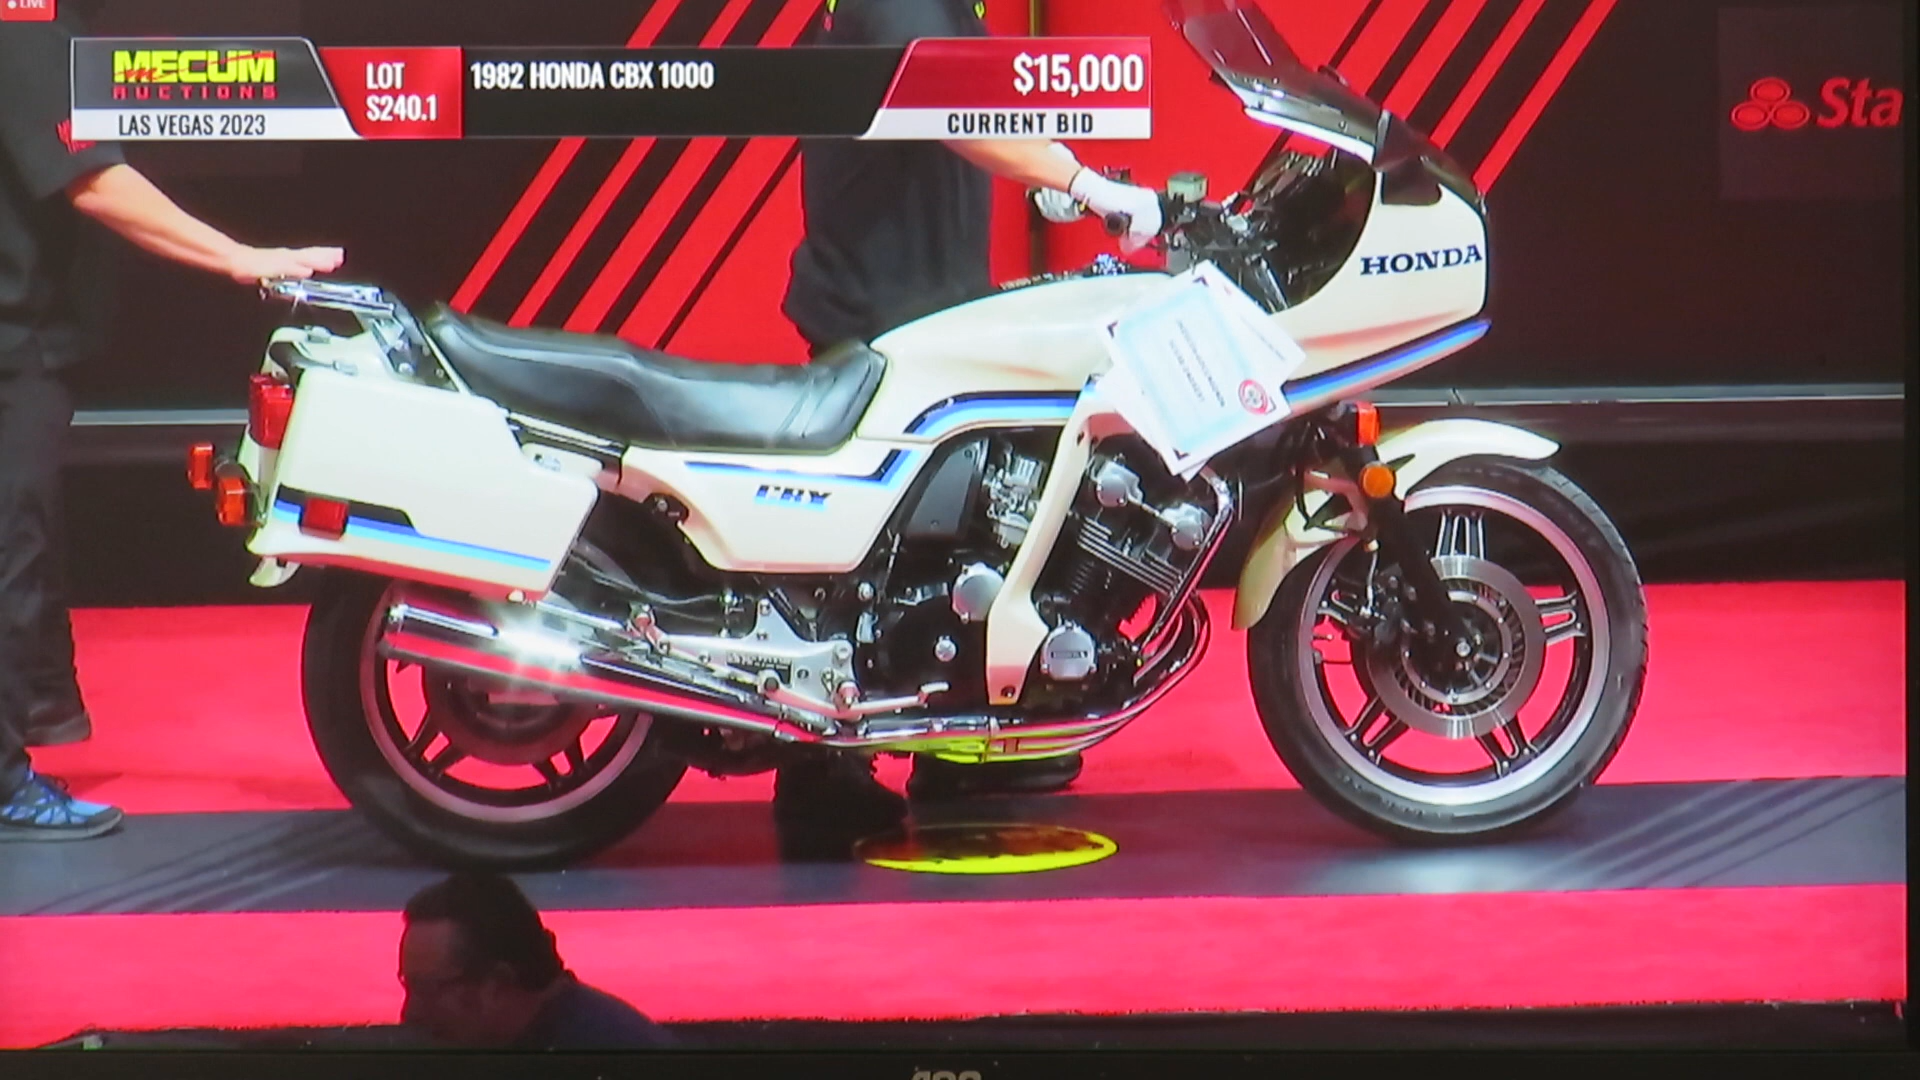 LIVE
MECUM
AUCTIONS
LAS VEGAS 2023
LOT
S240.1
1982 HONDA CBX 1000
$15,000
CURRENT BID
Sta
HONDA
CBX